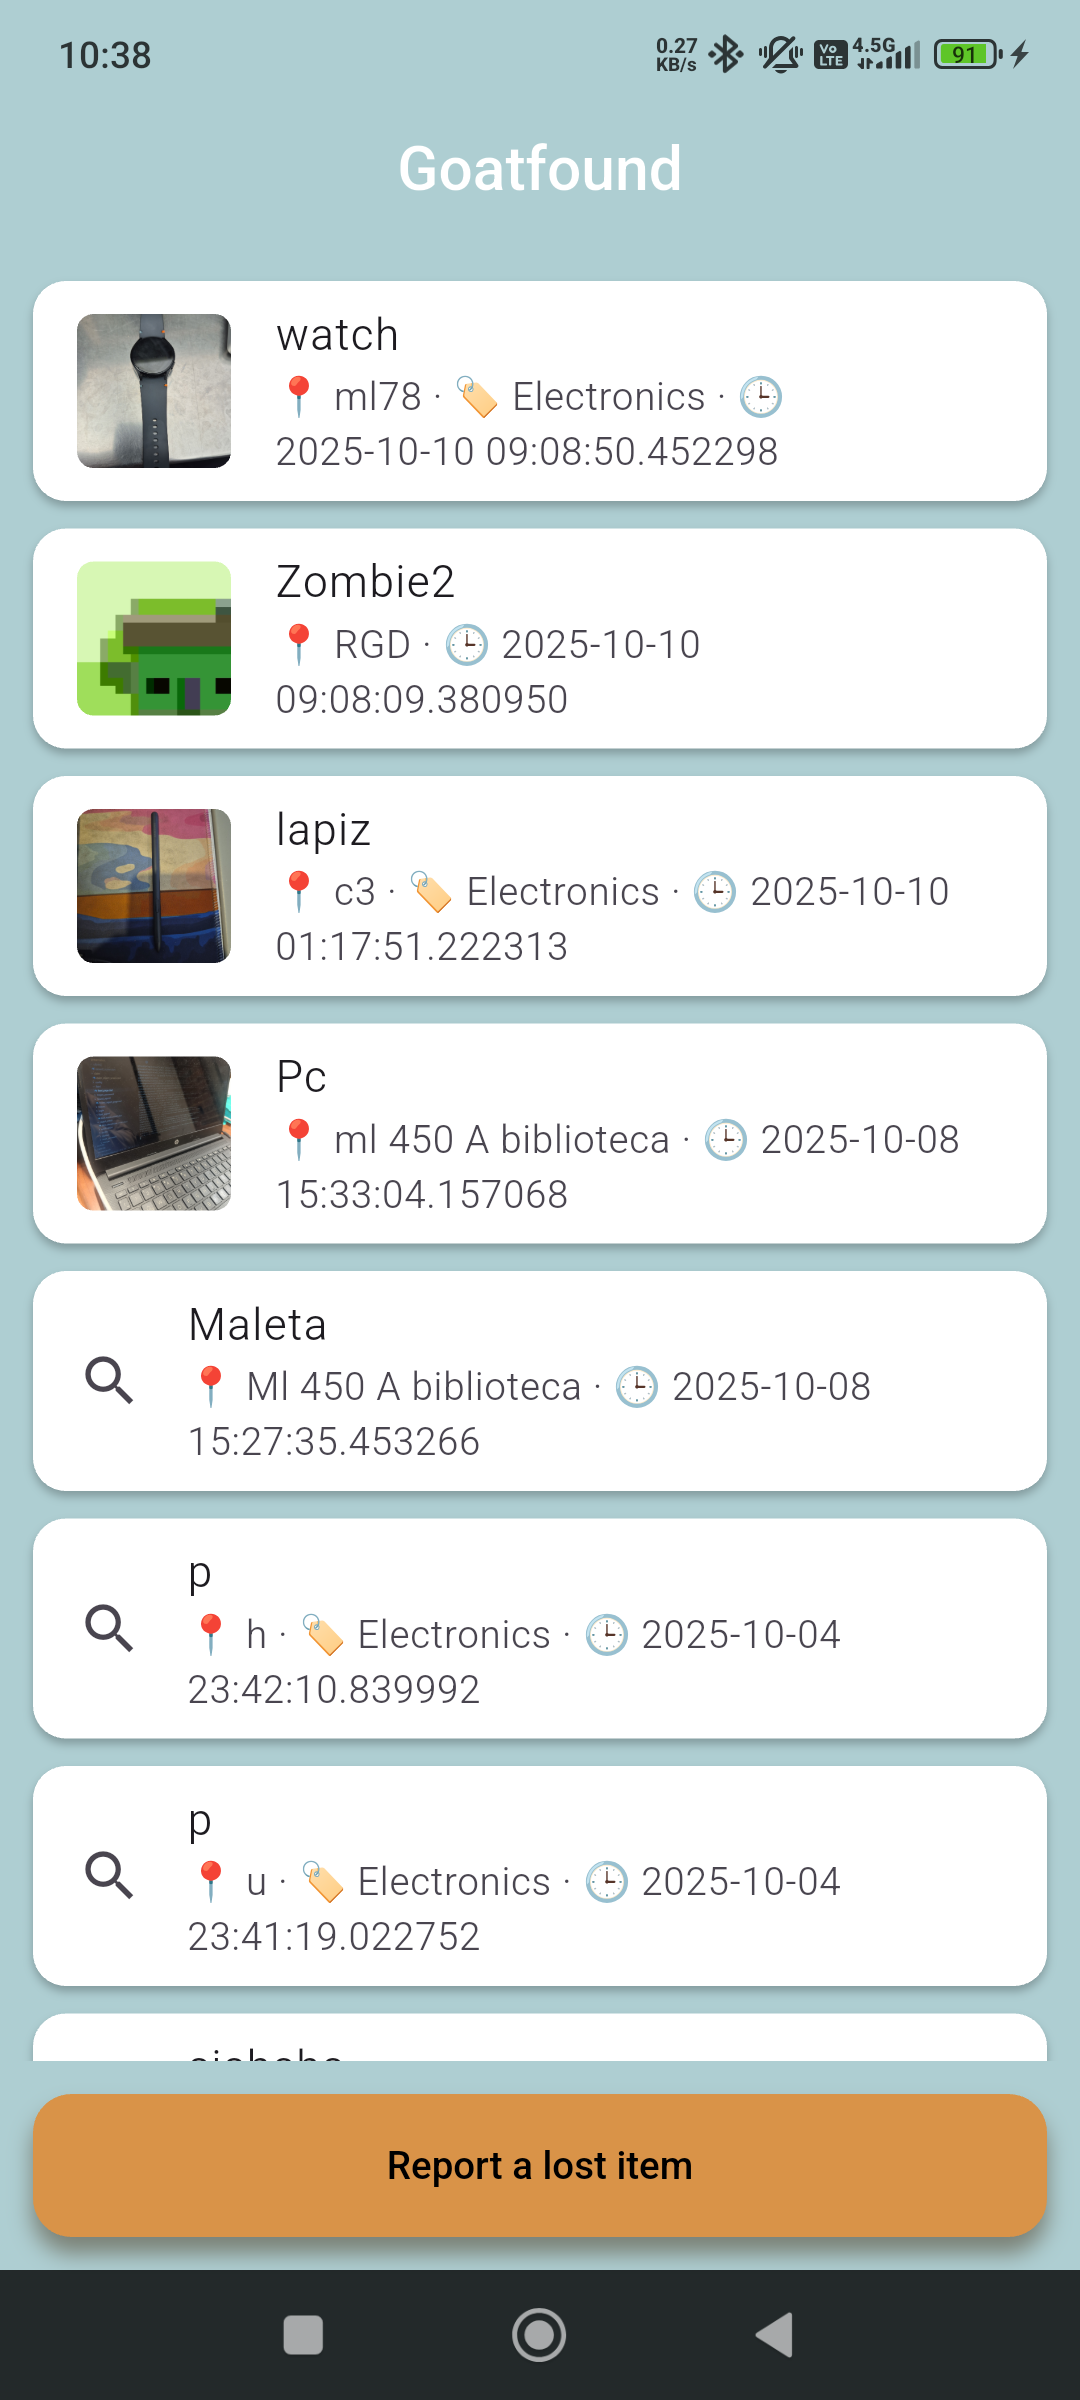 10:38
0.27 KB/s Vo LTE 4.5G 91
Goatfound
watch
📍 ml78 · 🏷️ Electronics · 🕒
2025-10-10 09:08:50.452298
Zombie2
📍 RGD · 🕒 2025-10-10
09:08:09.380950
lapiz
📍 c3 · 🏷️ Electronics · 🕒 2025-10-10
01:17:51.222313
Pc
📍 ml 450 A biblioteca · 🕒 2025-10-08
15:33:04.157068
Maleta
📍 Ml 450 A biblioteca · 🕒 2025-10-08
15:27:35.453266
p
📍 h · 🏷️ Electronics · 🕒 2025-10-04
23:42:10.839992
p
📍 u · 🏷️ Electronics · 🕒 2025-10-04
23:41:19.022752
Report a lost item